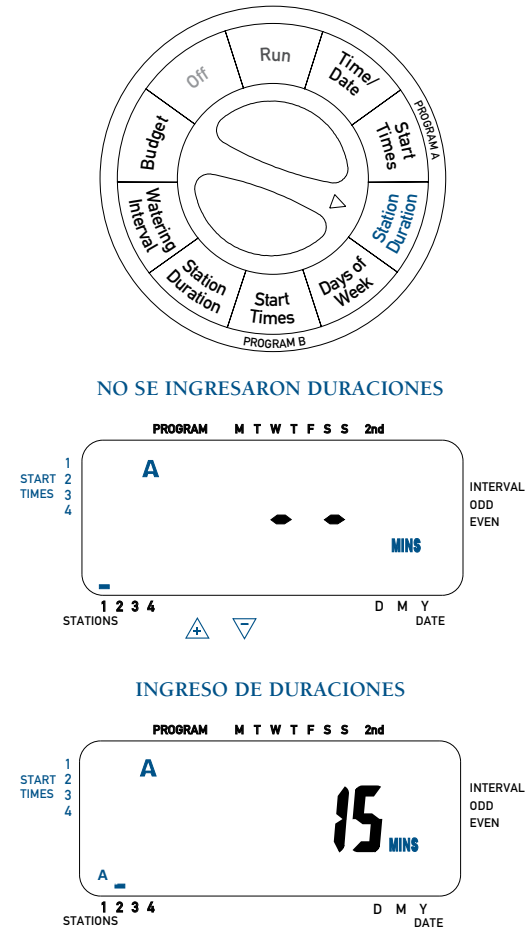 Off
Run
Time/
Date
Start
Times
PROGRAM A
Station
Duration
Days of
Week
Start
Times
PROGRAM B
Station
Duration
Watering
Interval
Budget
NO SE INGRESARON DURACIONES
PROGRAM M T W T F S S 2nd
1
START 2
TIMES 3
4
A
INTERVAL
ODD
EVEN
- -
MINS
1 2 3 4
STATIONS
+ -
D M Y
DATE
INGRESO DE DURACIONES
PROGRAM M T W T F S S 2nd
1
START 2
TIMES 3
4
A
INTERVAL
ODD
EVEN
15 MINS
A
1 2 3 4
STATIONS
D M Y
DATE